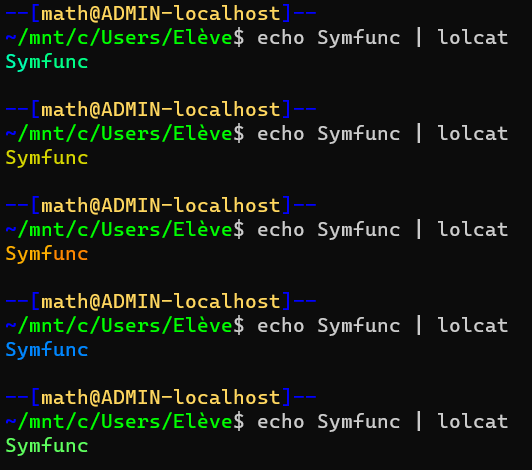 --[math@ADMIN-localhost]--
~/mnt/c/Users/Elève$ echo Symfunc | lolcat
Symfunc
--[math@ADMIN-localhost]--
~/mnt/c/Users/Elève$ echo Symfunc | lolcat
Symfunc
--[math@ADMIN-localhost]--
~/mnt/c/Users/Elève$ echo Symfunc | lolcat
Symfunc
--[math@ADMIN-localhost]--
~/mnt/c/Users/Elève$ echo Symfunc | lolcat
Symfunc
--[math@ADMIN-localhost]--
~/mnt/c/Users/Elève$ echo Symfunc | lolcat
Symfunc